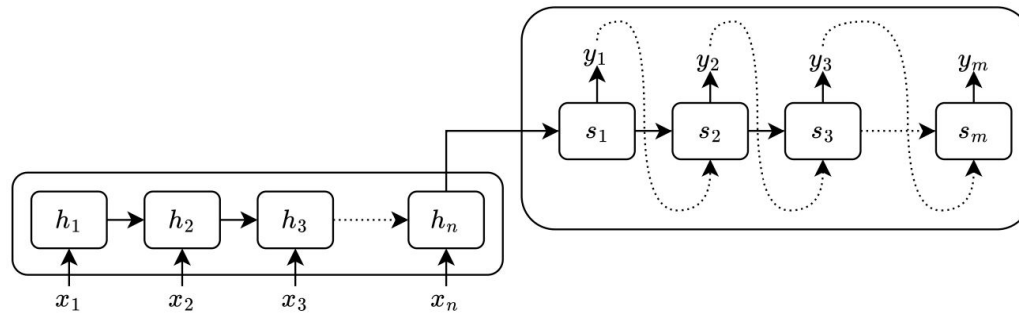 y₁ y₂ y₃ yₘ
s₁ s₂ s₃ sₘ
h₁ h₂ h₃ hₙ
x₁ x₂ x₃ xₙ